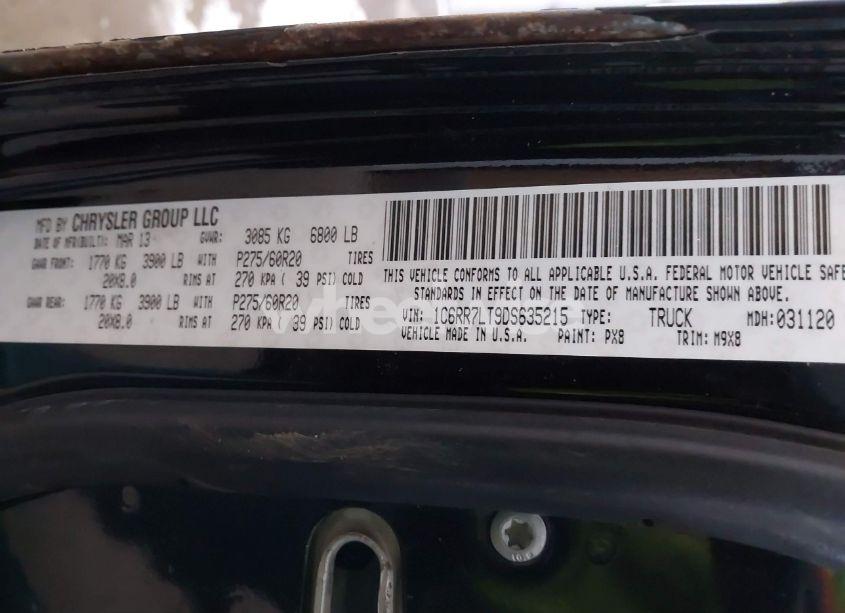 MFD BY CHRYSLER GROUP LLC
DATE OF MFR(BUILT): MAR 13 GVWR: 3085 KG 6800 LB
GAWR FRONT: 1770 KG 3900 LB WITH P275/60R20 TIRES
20X8.0 RIMS AT 270 KPA ( 39 PSI) COLD
GAWR REAR: 1770 KG 3900 LB WITH P275/60R20 TIRES
20X8.0 RIMS AT 270 KPA ( 39 PSI) COLD
THIS VEHICLE CONFORMS TO ALL APPLICABLE U.S.A. FEDERAL MOTOR VEHICLE SAFE
STANDARDS IN EFFECT ON THE DATE OF MANUFACTURE SHOWN ABOVE.
VIN: 1C6RR7LT9DS635215 TYPE: TRUCK MDH: 031120
VEHICLE MADE IN U.S.A. PAINT: PX8 TRIM: M9X8
10.9